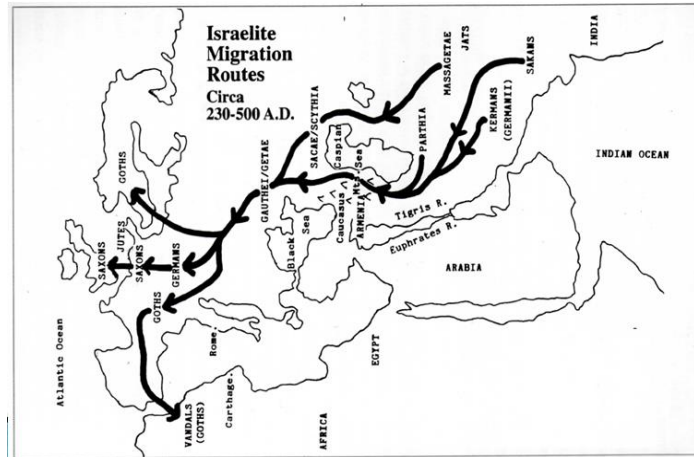 Israelite
Migration
Routes
Circa
230-500 A.D.
MASSAGETAE
JATS
SAKANS
INDIA
KERMANS
(GERMANII)
PARTHIA
SACAE/SCYTHIA
Caspian
Sea
GAUTHEI/GETAE
Caucasus
Mts.
ARMENIA
Black
Sea
Tigris R.
Euphrates R.
INDIAN OCEAN
ARABIA
GOTHS
JUTES
SAXONS
SAXONS
GERMANS
GOTHS
Rome.
Carthage.
VANDALS
(GOTHS)
Atlantic Ocean
EGYPT
AFRICA